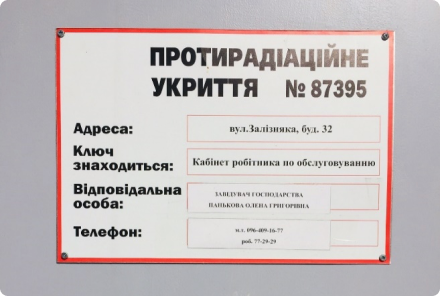 ПРОТИРАДІАЦІЙНЕ
УКРИТТЯ № 87395
Адреса: вул.Залізняка, буд. 32
Ключ
знаходиться: Кабінет робітника по обслуговуванню
Відповідальна
особа: ЗАВІДУВАЧ ГОСПОДАРСТВА
ПАНЬКОВА ОЛЕНА ГРИГОРІВНА
Телефон: м.т. 096-409-16-77
роб. 77-29-29